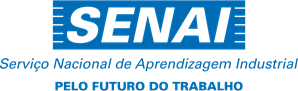 SENAI
Serviço Nacional de Aprendizagem Industrial
PELO FUTURO DO TRABALHO